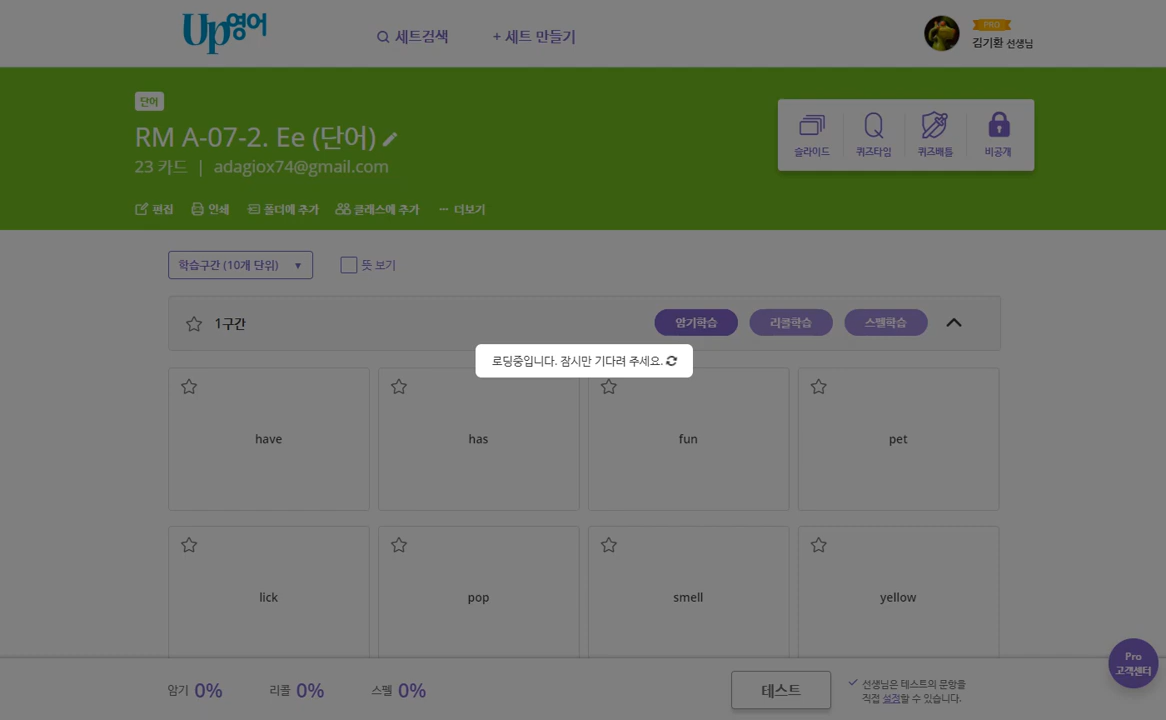 Up영어
세트검색
+ 세트 만들기
PRO
김기환 선생님
단어
RM A-07-2. Ee (단어)
23 카드 | adagiox74@gmail.com
편집
인쇄
폴더에 추가
클래스에 추가
더보기
슬라이드
Q
퀴즈타임
퀴즈배틀
비공개
학습구간 (10개 단위) ▼
뜻 보기
1구간
암기학습
리콜학습
스펠학습
로딩중입니다. 잠시만 기다려 주세요.
have
has
fun
pet
lick
pop
smell
yellow
암기 0%
리콜 0%
스펠 0%
테스트
선생님은 테스트의 문항을
직접 설정할 수 있습니다.
Pro
고객센터